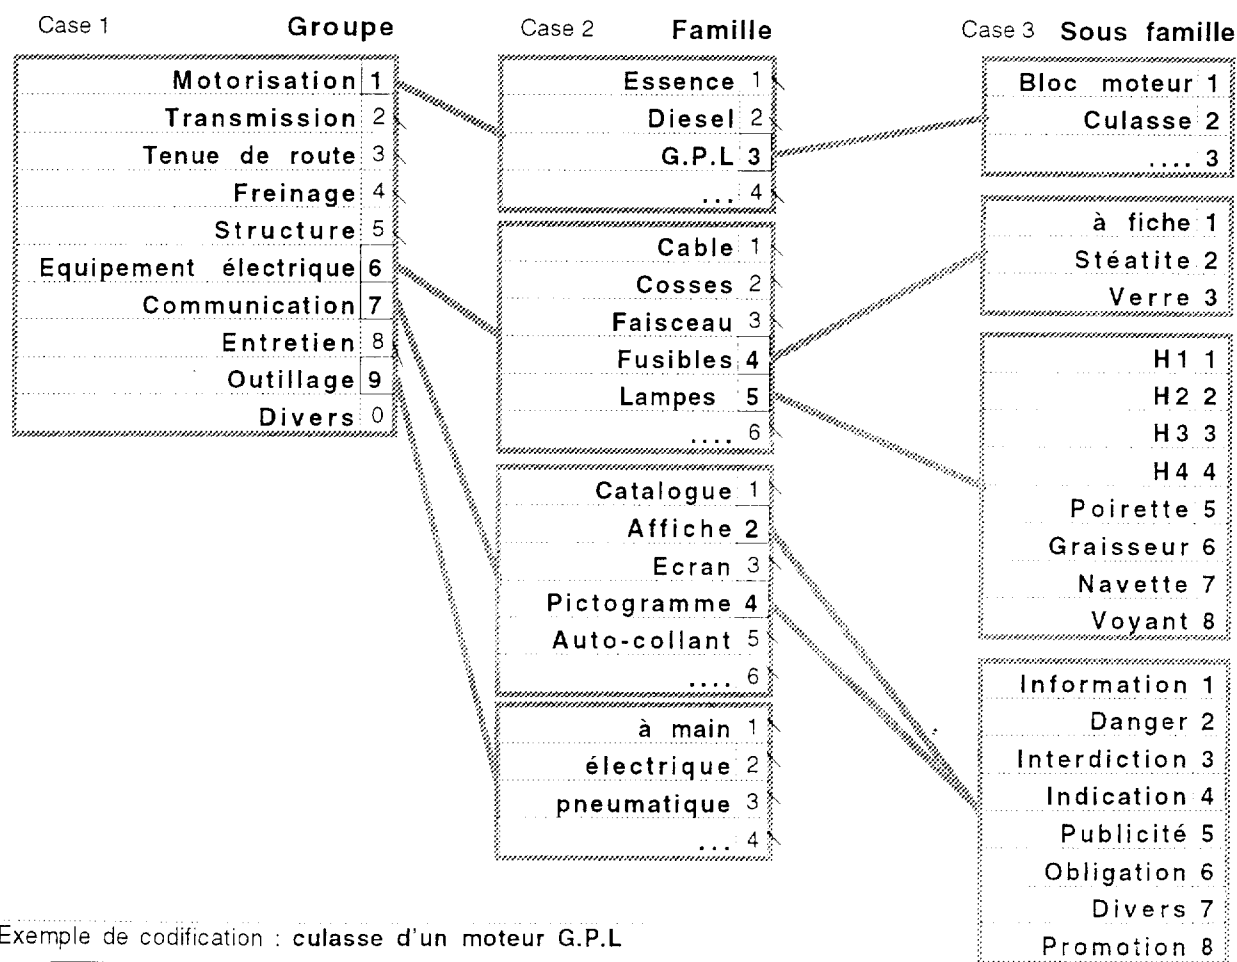 Case 1 Groupe
Motorisation 1
Transmission 2
Tenue de route 3
Freinage 4
Structure 5
Equipement électrique 6
Communication 7
Entretien 8
Outillage 9
Divers 0
Case 2 Famille
Essence 1
Diesel 2
G.P.L 3
... 4
Cable 1
Cosses 2
Faisceau 3
Fusibles 4
Lampes 5
.... 6
Catalogue 1
Affiche 2
Ecran 3
Pictogramme 4
Auto-collant 5
.... 6
à main 1
électrique 2
pneumatique 3
... 4
Case 3 Sous famille
Bloc moteur 1
Culasse 2
.... 3
à fiche 1
Stéatite 2
Verre 3
H1 1
H2 2
H3 3
H4 4
Poirette 5
Graisseur 6
Navette 7
Voyant 8
Information 1
Danger 2
Interdiction 3
Indication 4
Publicité 5
Obligation 6
Divers 7
Promotion 8
Exemple de codification : culasse d'un moteur G.P.L